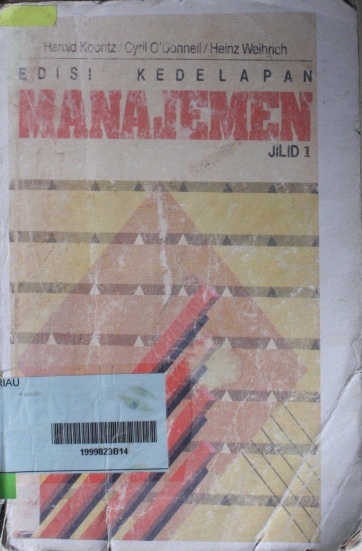 Harold Koontz / Cyril O'Donnell / Heinz Weihrich
EDISI KEDELAPAN
MANAJEMEN
JILID 1
RIAU
1999823B14